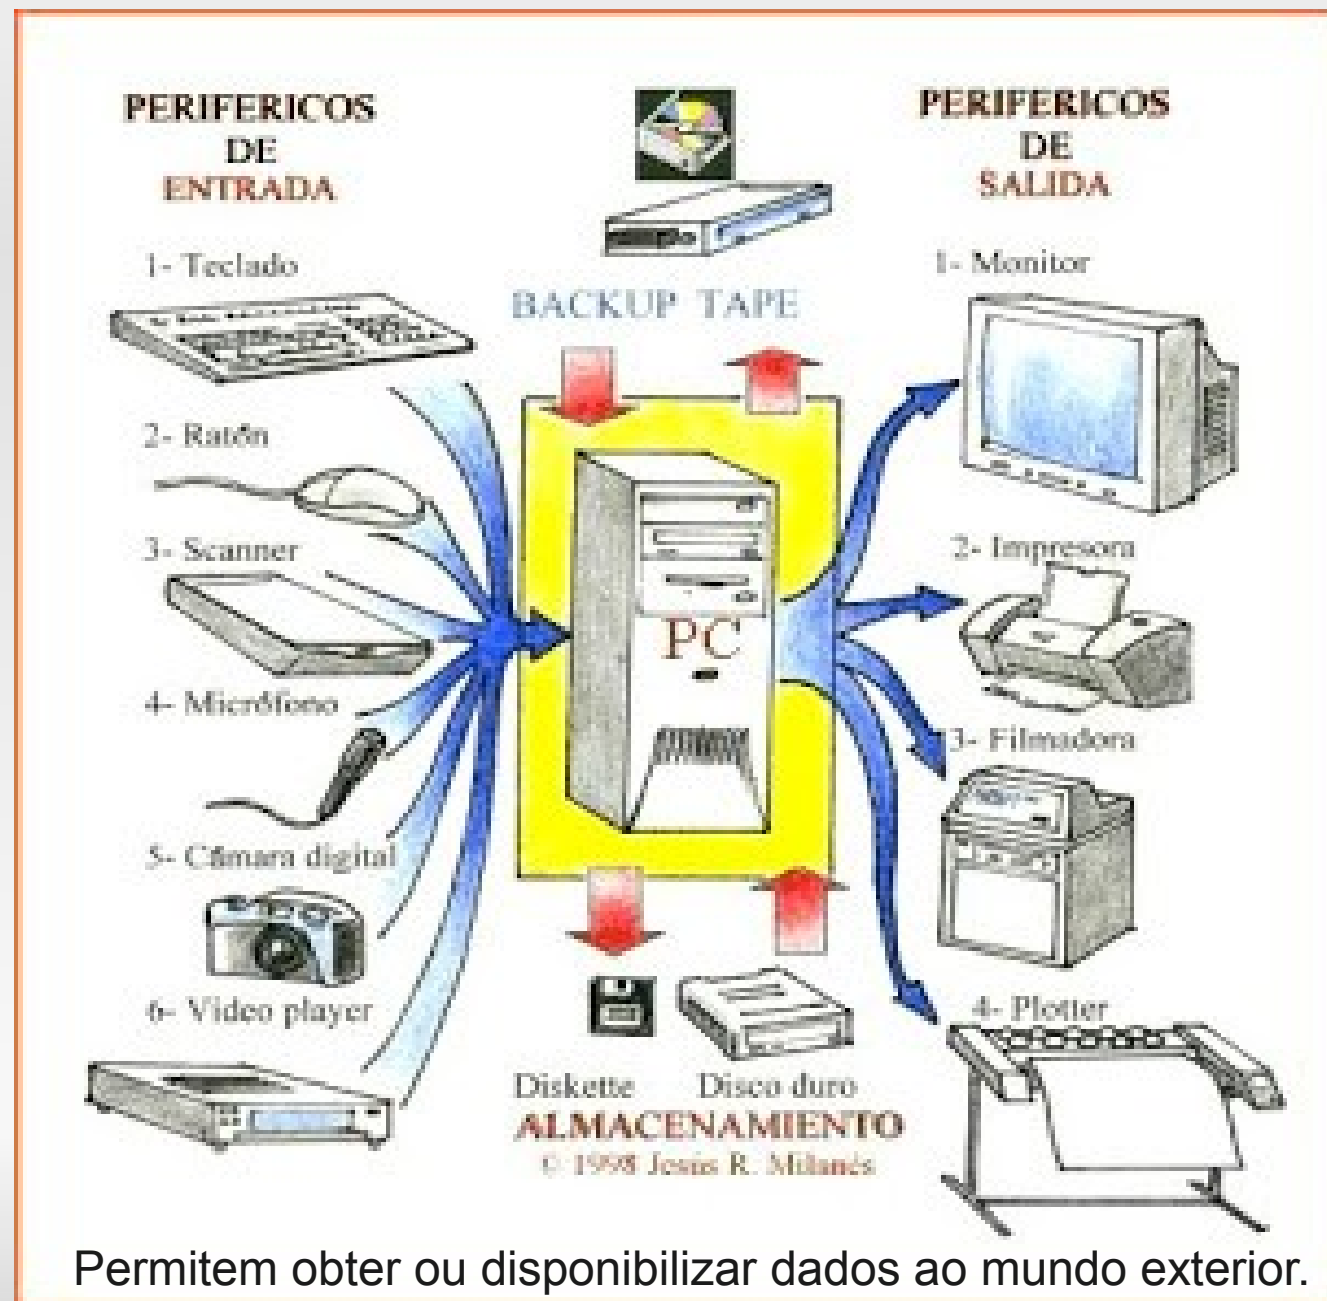 PERIFERICOS
DE
ENTRADA
1- Teclado
2- Ratón
3- Scanner
4- Micrófono
5- Cámara digital
6- Video player
BACKUP TAPE
PC
Diskette Disco duro
ALMACENAMIENTO
© 1998 Jesús R. Milanés
PERIFERICOS
DE
SALIDA
1- Monitor
2- Impresora
3- Filmadora
4- Plotter
Permitem obter ou disponibilizar dados ao mundo exterior.